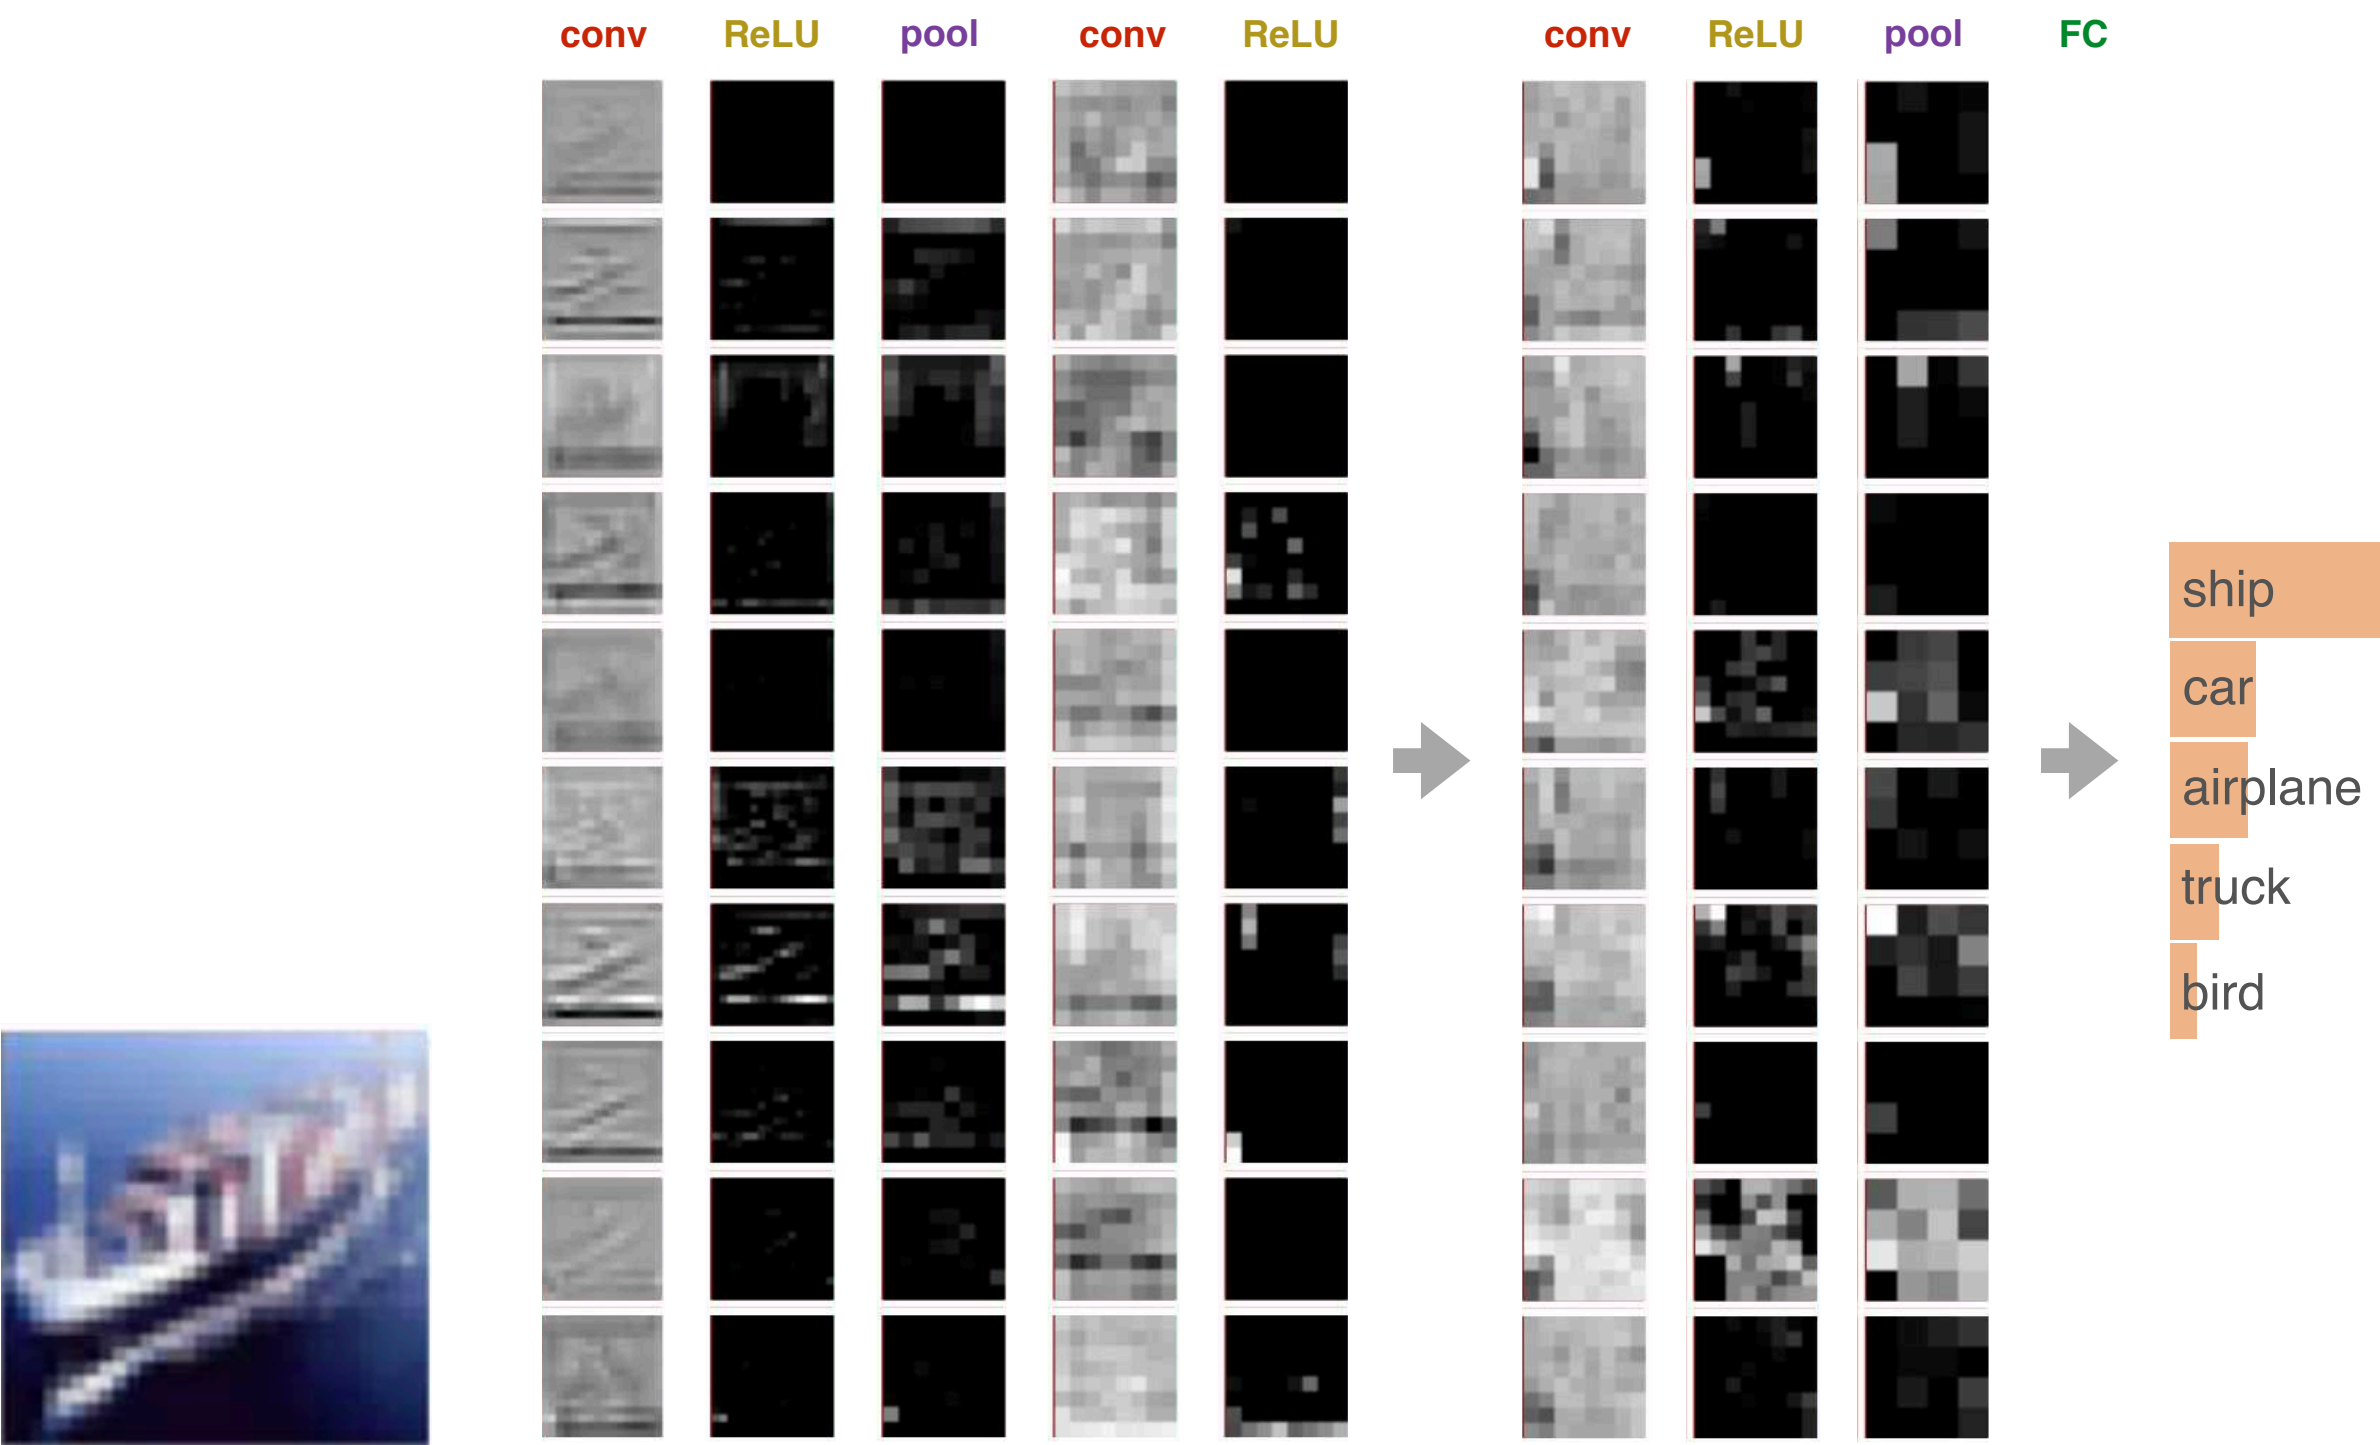 conv ReLU pool conv ReLU conv ReLU pool FC
ship
car
airplane
truck
bird